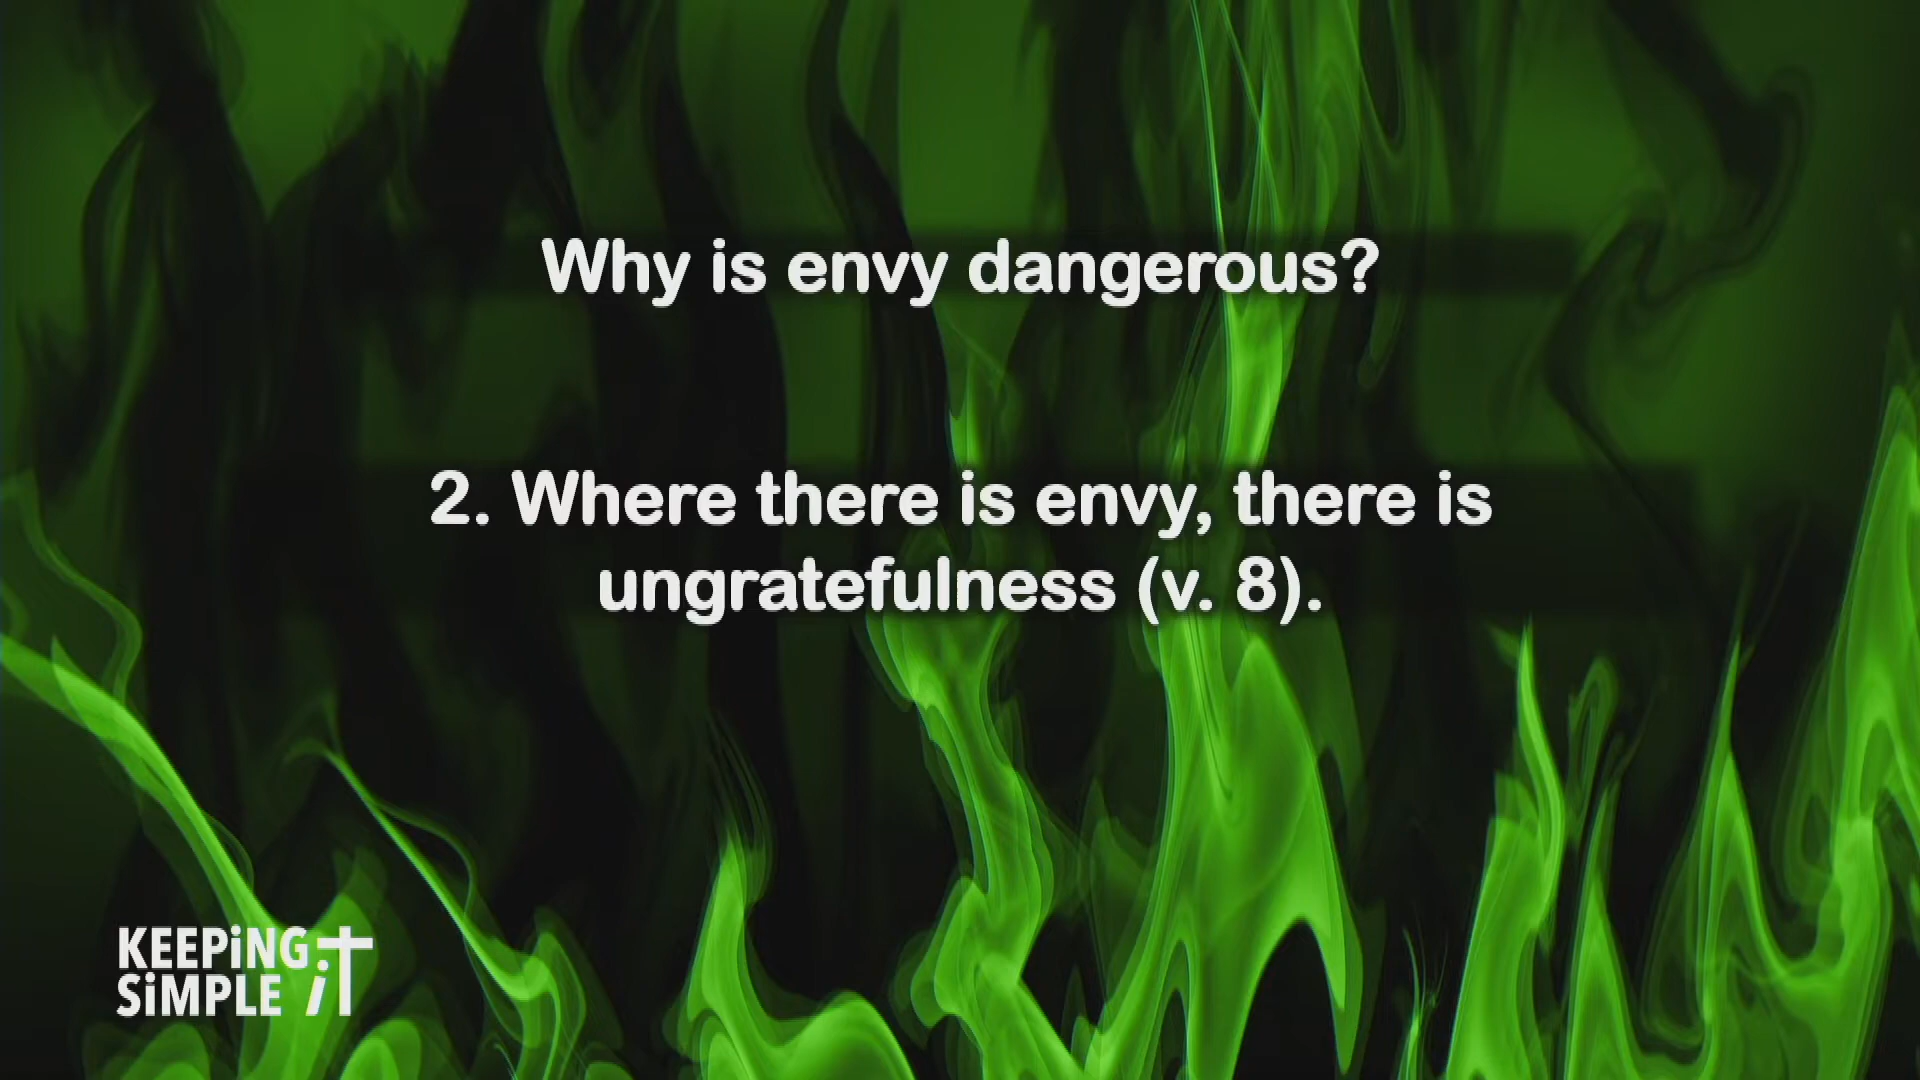 Why is envy dangerous?
2. Where there is envy, there is
ungratefulness (v. 8).
KEEPiNG iT
SiMPLE